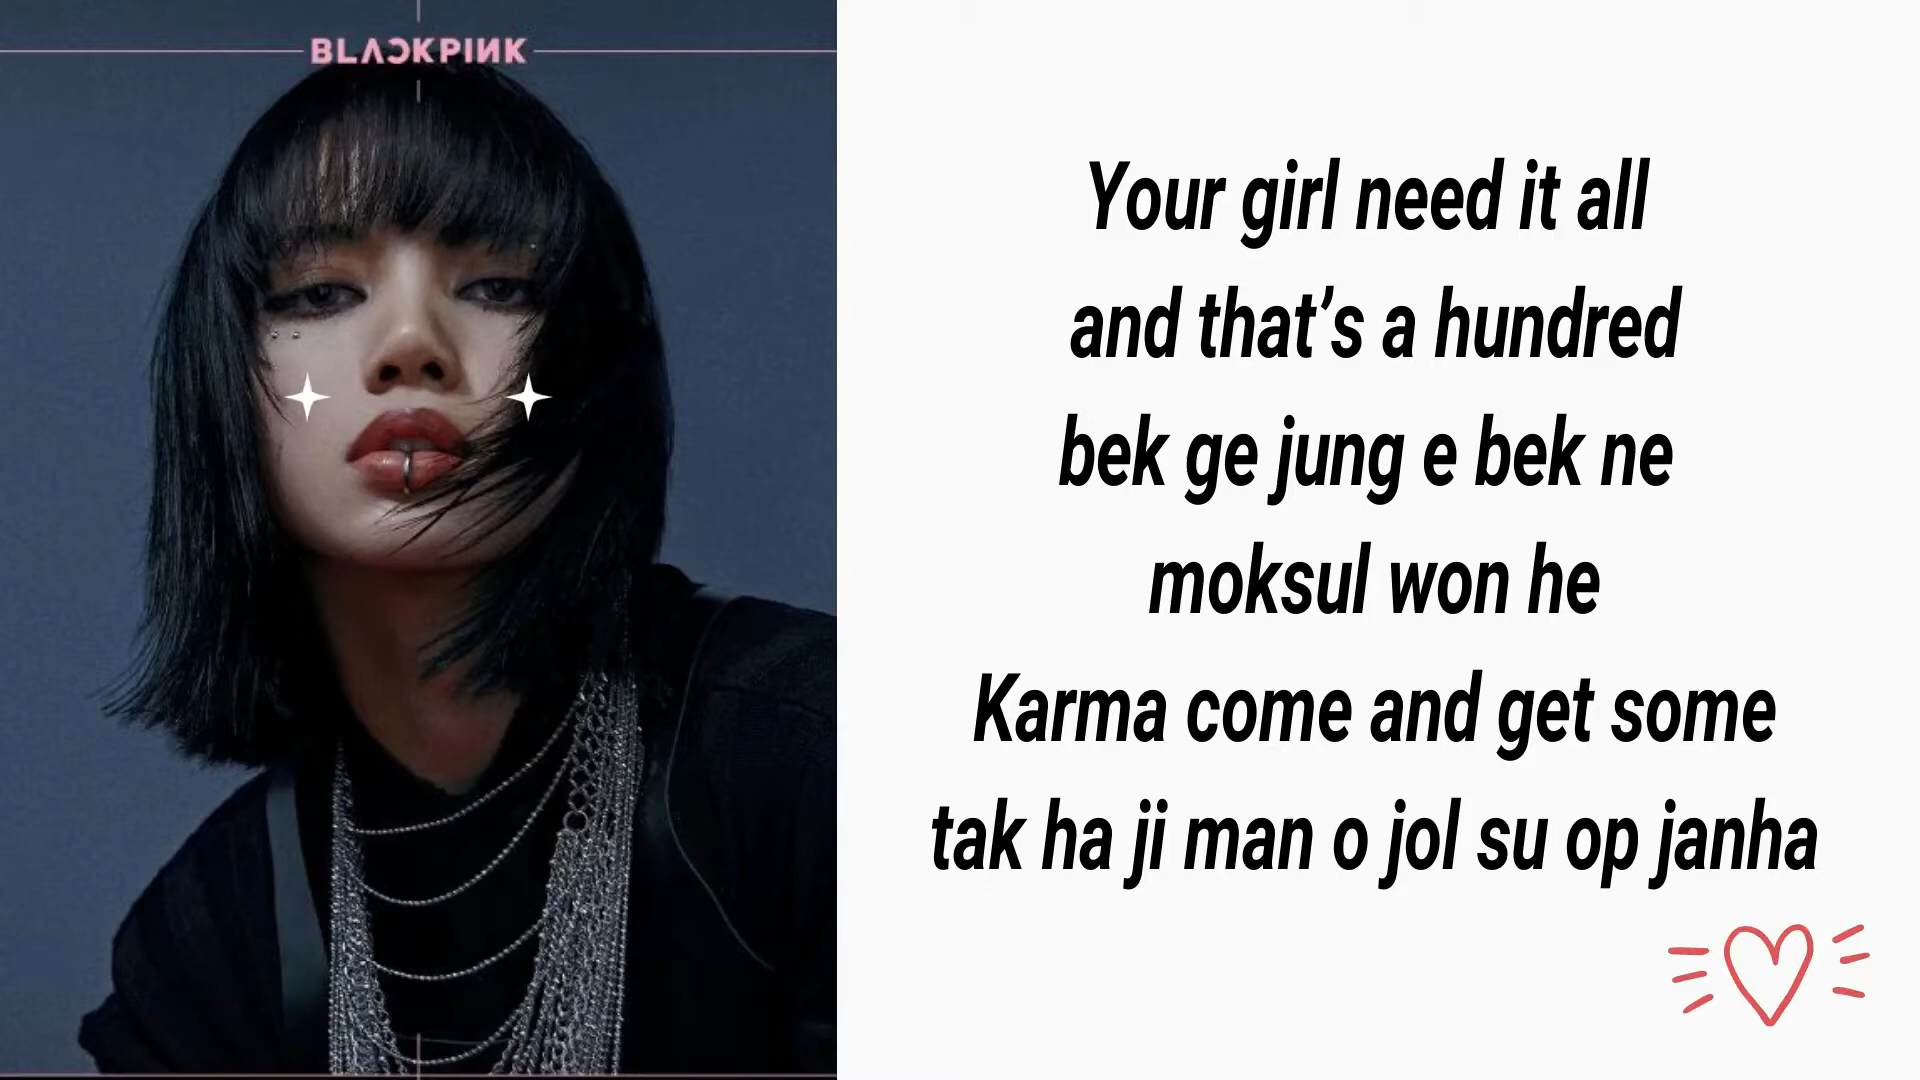 BLACKPINK
Your girl need it all
and that’s a hundred
bek ge jung e bek ne
moksul won he
Karma come and get some
tak ha ji man o jol su op janha